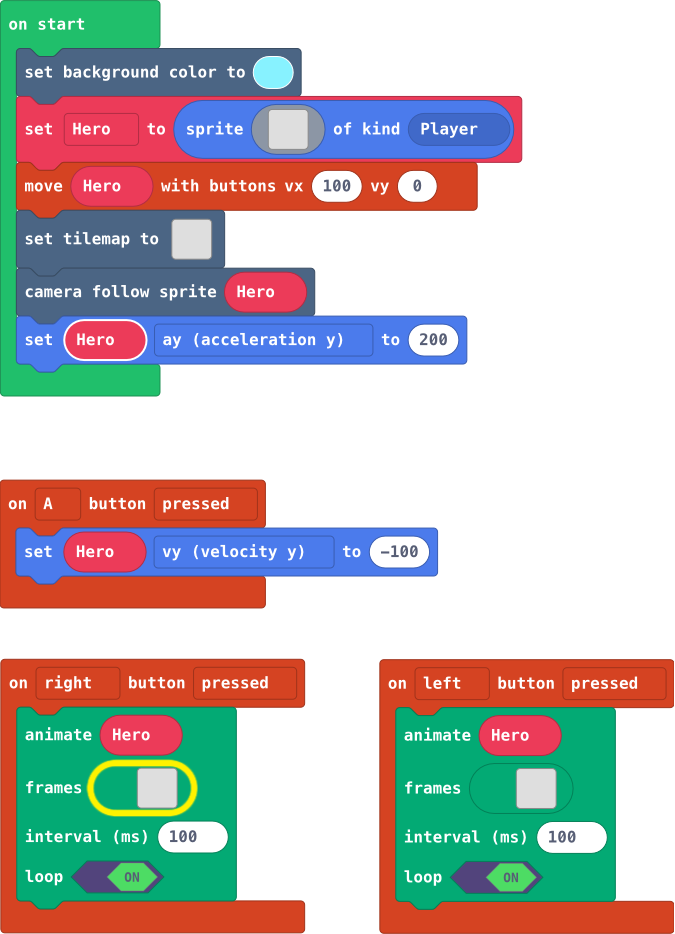 on start
set background color to
set Hero to sprite of kind Player
move Hero with buttons vx 100 vy 0
set tilemap to
camera follow sprite Hero
set Hero ay (acceleration y) to 200
on A button pressed
set Hero vy (velocity y) to −100
on right button pressed
animate Hero
frames
interval (ms) 100
loop ON
on left button pressed
animate Hero
frames
interval (ms) 100
loop ON